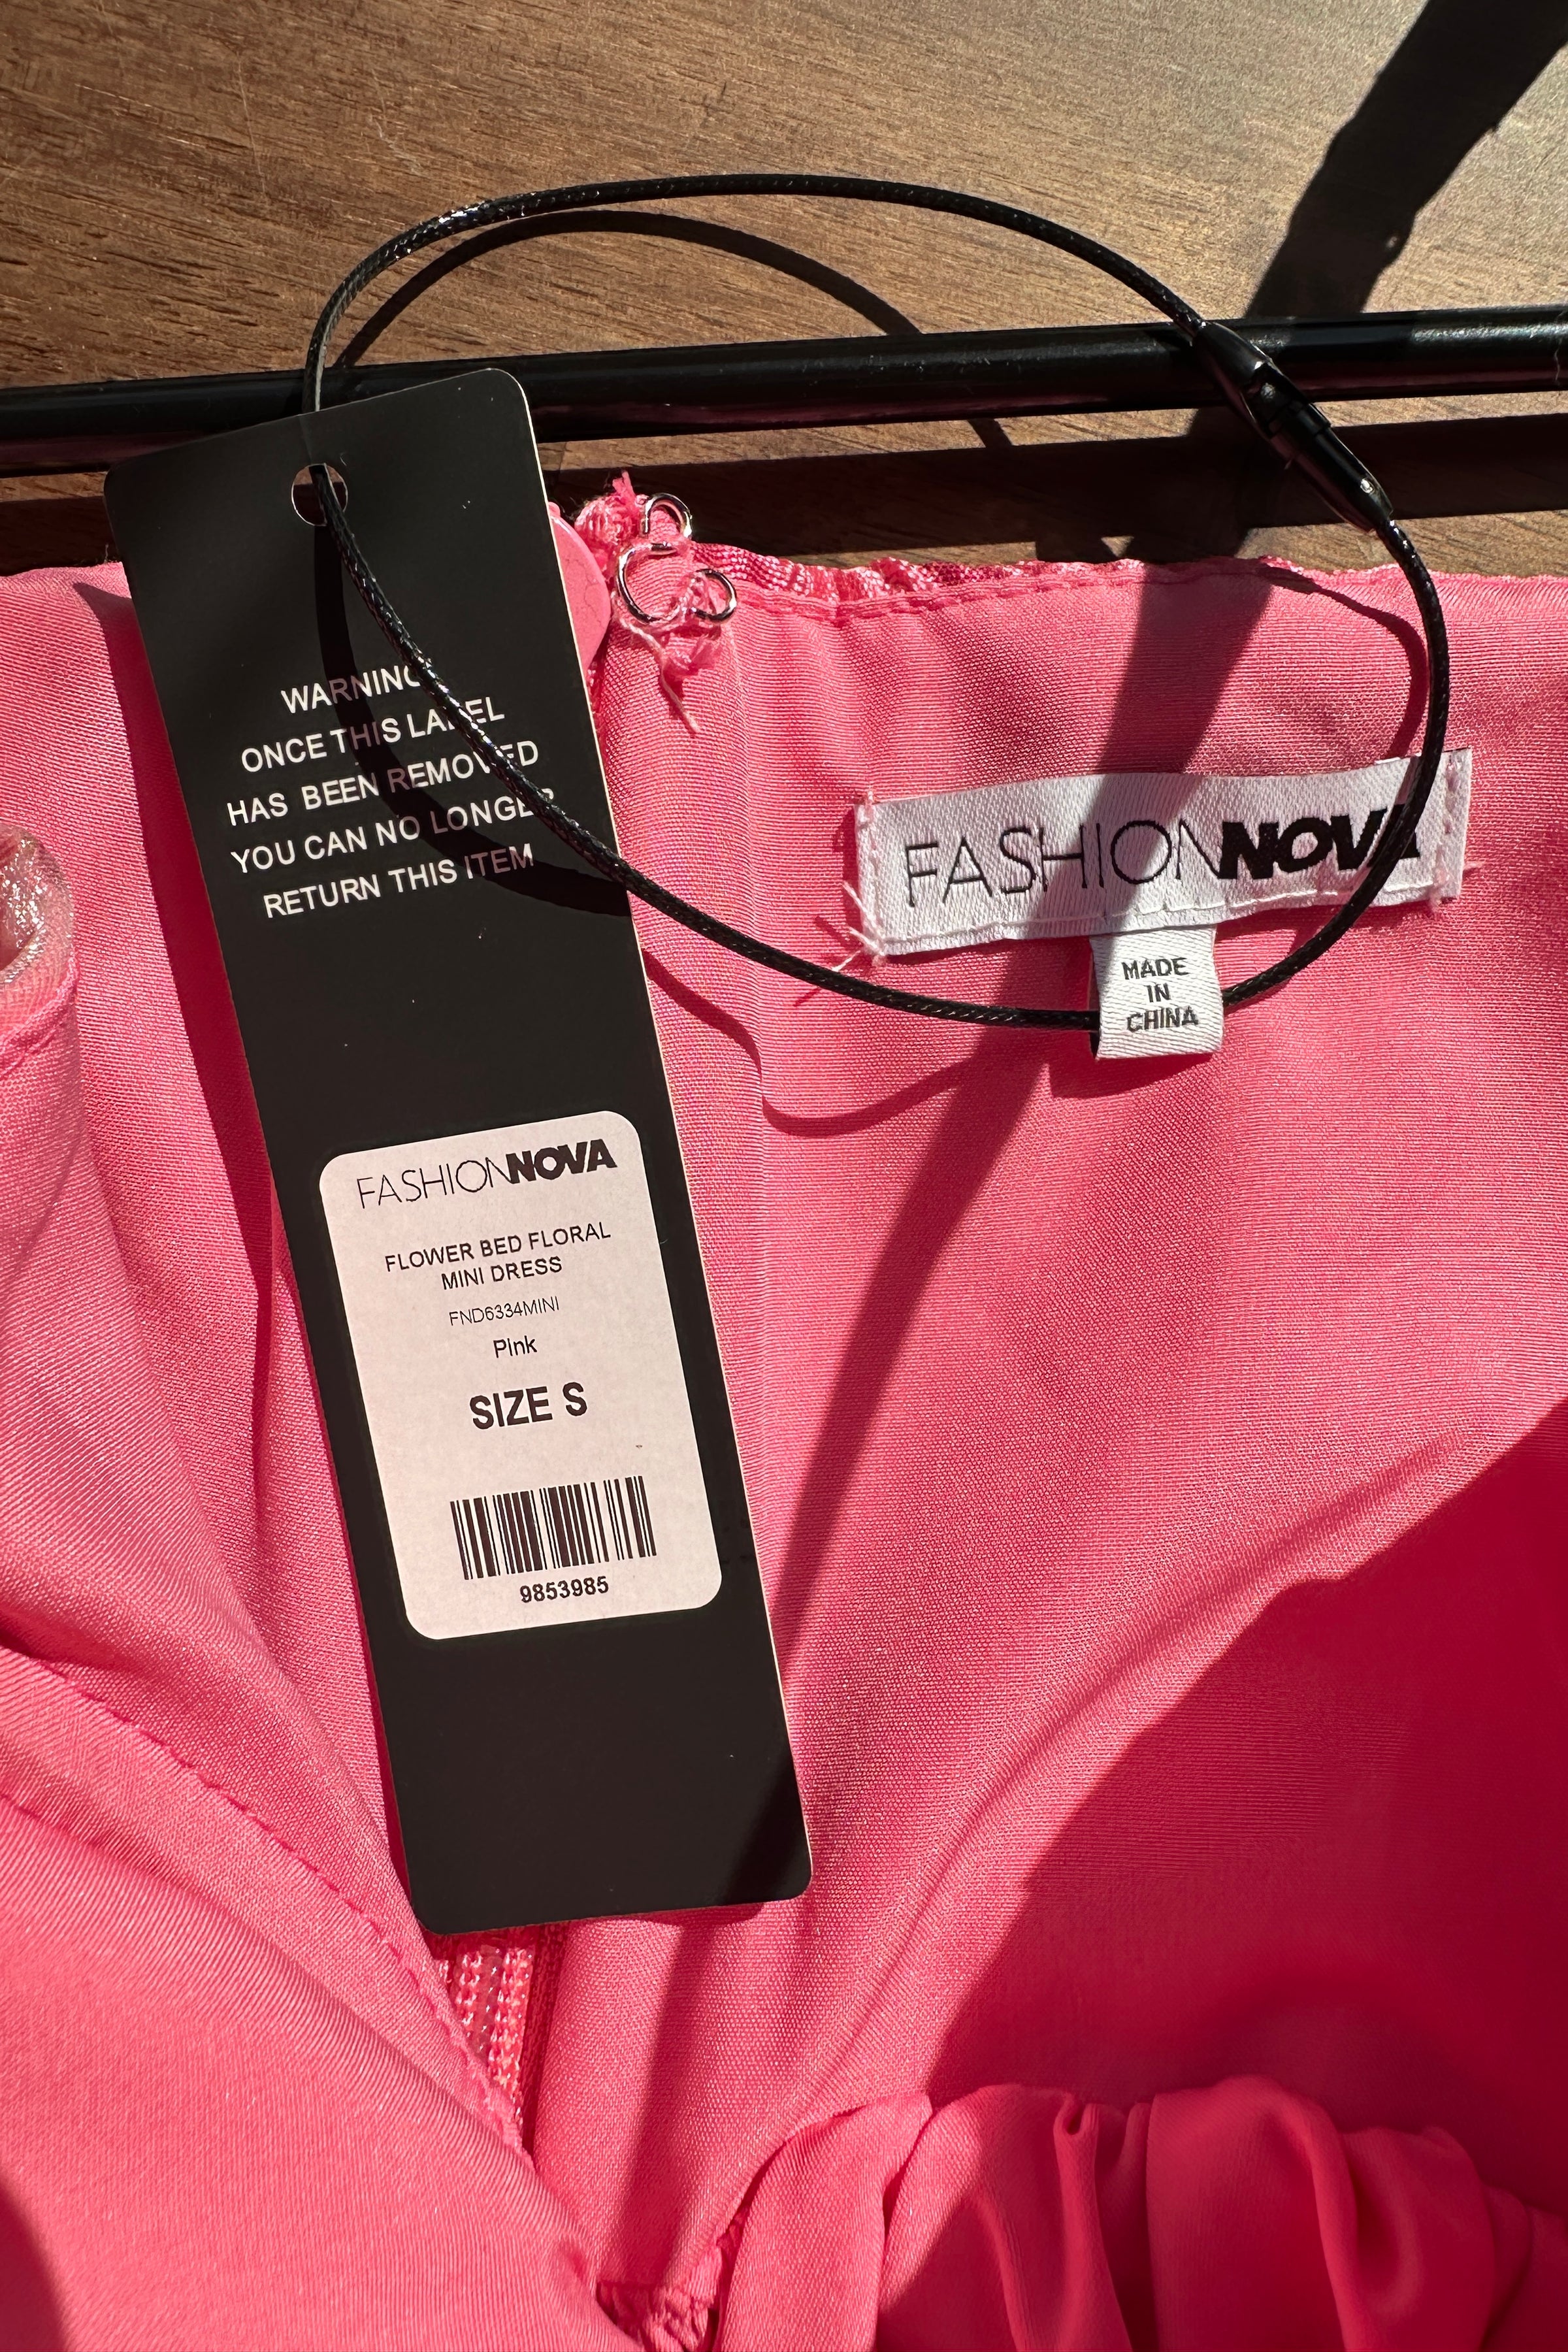 WARNING
ONCE THIS LABEL
HAS BEEN REMOVED
YOU CAN NO LONGER
RETURN THIS ITEM
FASHIONNOVA
FLOWER BED FLORAL
MINI DRESS
FND6334MINI
Pink
SIZE S
9853985
FASHIONNOVA
MADE
IN
CHINA